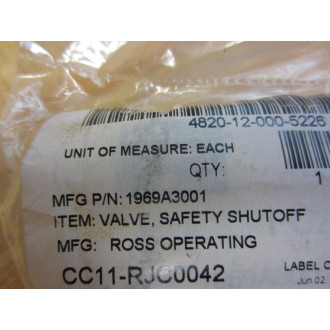 4820-12-000-5226
UNIT OF MEASURE: EACH
QTY: 1
MFG P/N: 1969A3001
ITEM: VALVE, SAFETY SHUTOFF
MFG: ROSS OPERATING
CC11-RJC0042
LABEL
Jun 02